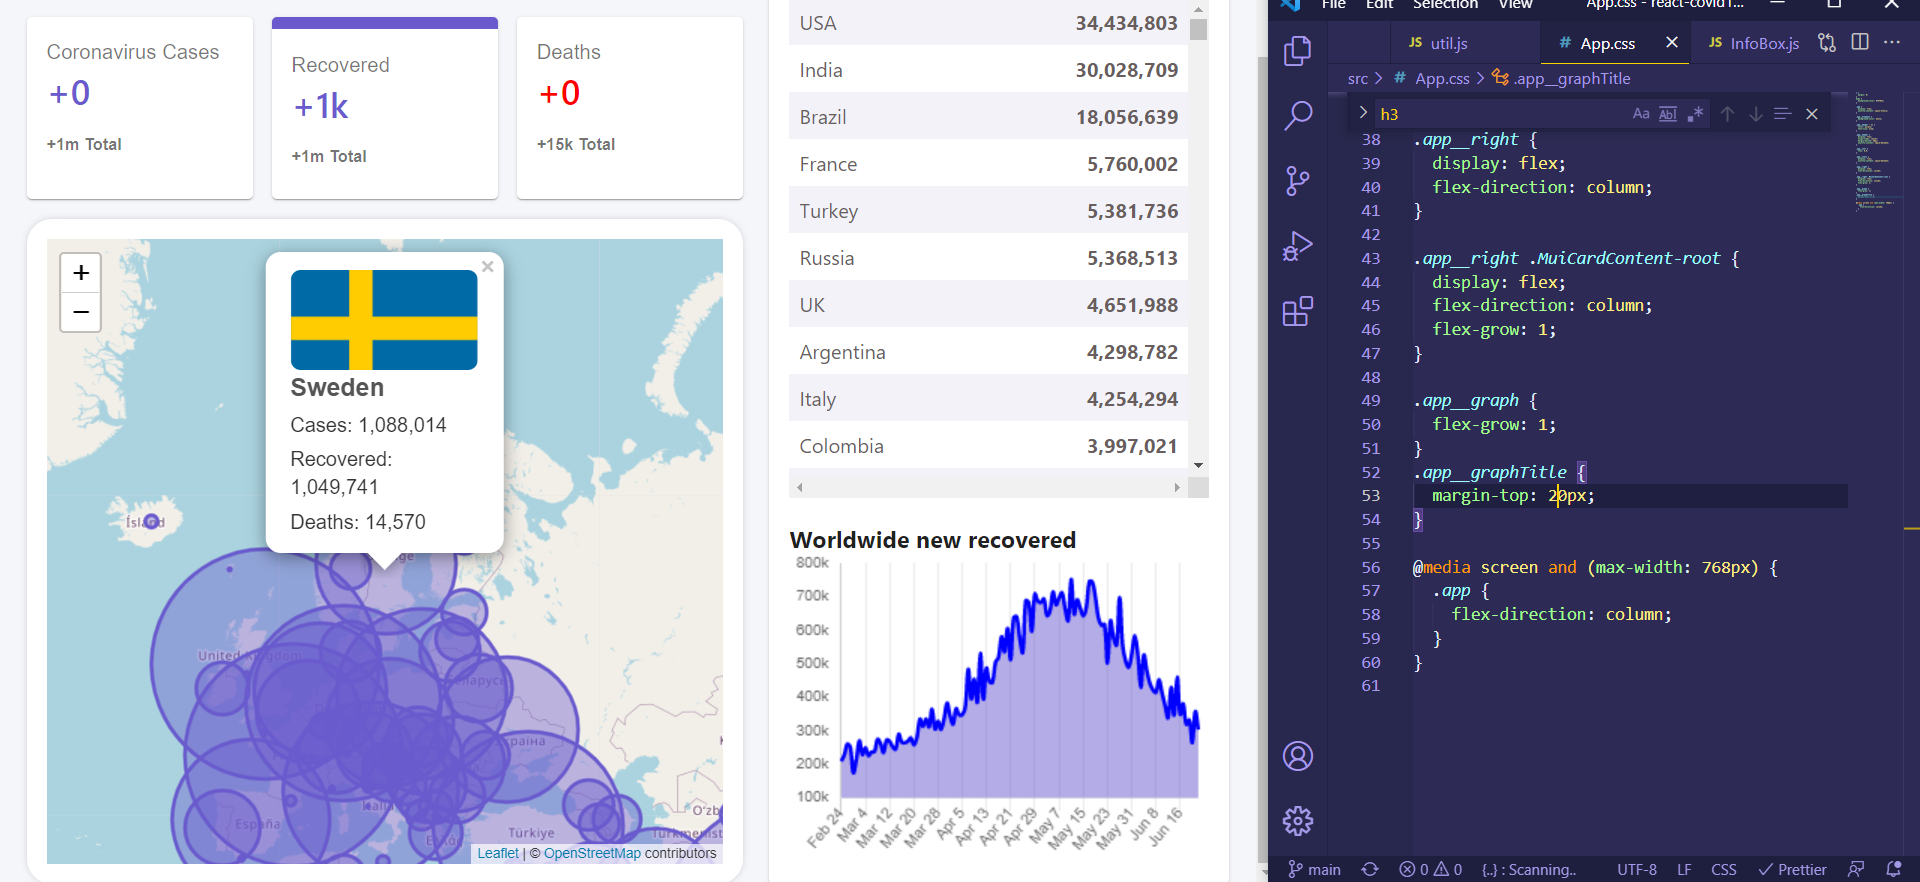 Coronavirus Cases
+0
+1m Total
Recovered
+1k
+1m Total
Deaths
+0
+15k Total
+
−
×
Sweden
Cases: 1,088,014
Recovered:
1,049,741
Deaths: 14,570
Ísland
United Kingdom
España
Italia
Türkiye
Україна
Leaflet | © OpenStreetMap contributors
USA 34,434,803
India 30,028,709
Brazil 18,056,639
France 5,760,002
Turkey 5,381,736
Russia 5,368,513
UK 4,651,988
Argentina 4,298,782
Italy 4,254,294
Colombia 3,997,021
Worldwide new recovered
800k
700k
600k
500k
400k
300k
200k
100k
Feb 24
Mar 4
Mar 12
Mar 20
Mar 28
Apr 5
Apr 13
Apr 21
Apr 29
May 7
May 15
May 23
May 31
Jun 8
Jun 16
File Edit Selection View App.css - react-covid1...
JS util.js # App.css × JS InfoBox.js ...
src > # App.css > .app__graphTitle
h3 Aa Abl .*
38 .app__right {
39 display: flex;
40 flex-direction: column;
41 }
42
43 .app__right .MuiCardContent-root {
44 display: flex;
45 flex-direction: column;
46 flex-grow: 1;
47 }
48
49 .app__graph {
50 flex-grow: 1;
51 }
52 .app__graphTitle {
53 margin-top: 20px;
54 }
55
56 @media screen and (max-width: 768px) {
57 .app {
58 flex-direction: column;
59 }
60 }
61
main 0 0 {..} : Scanning.. UTF-8 LF CSS Prettier